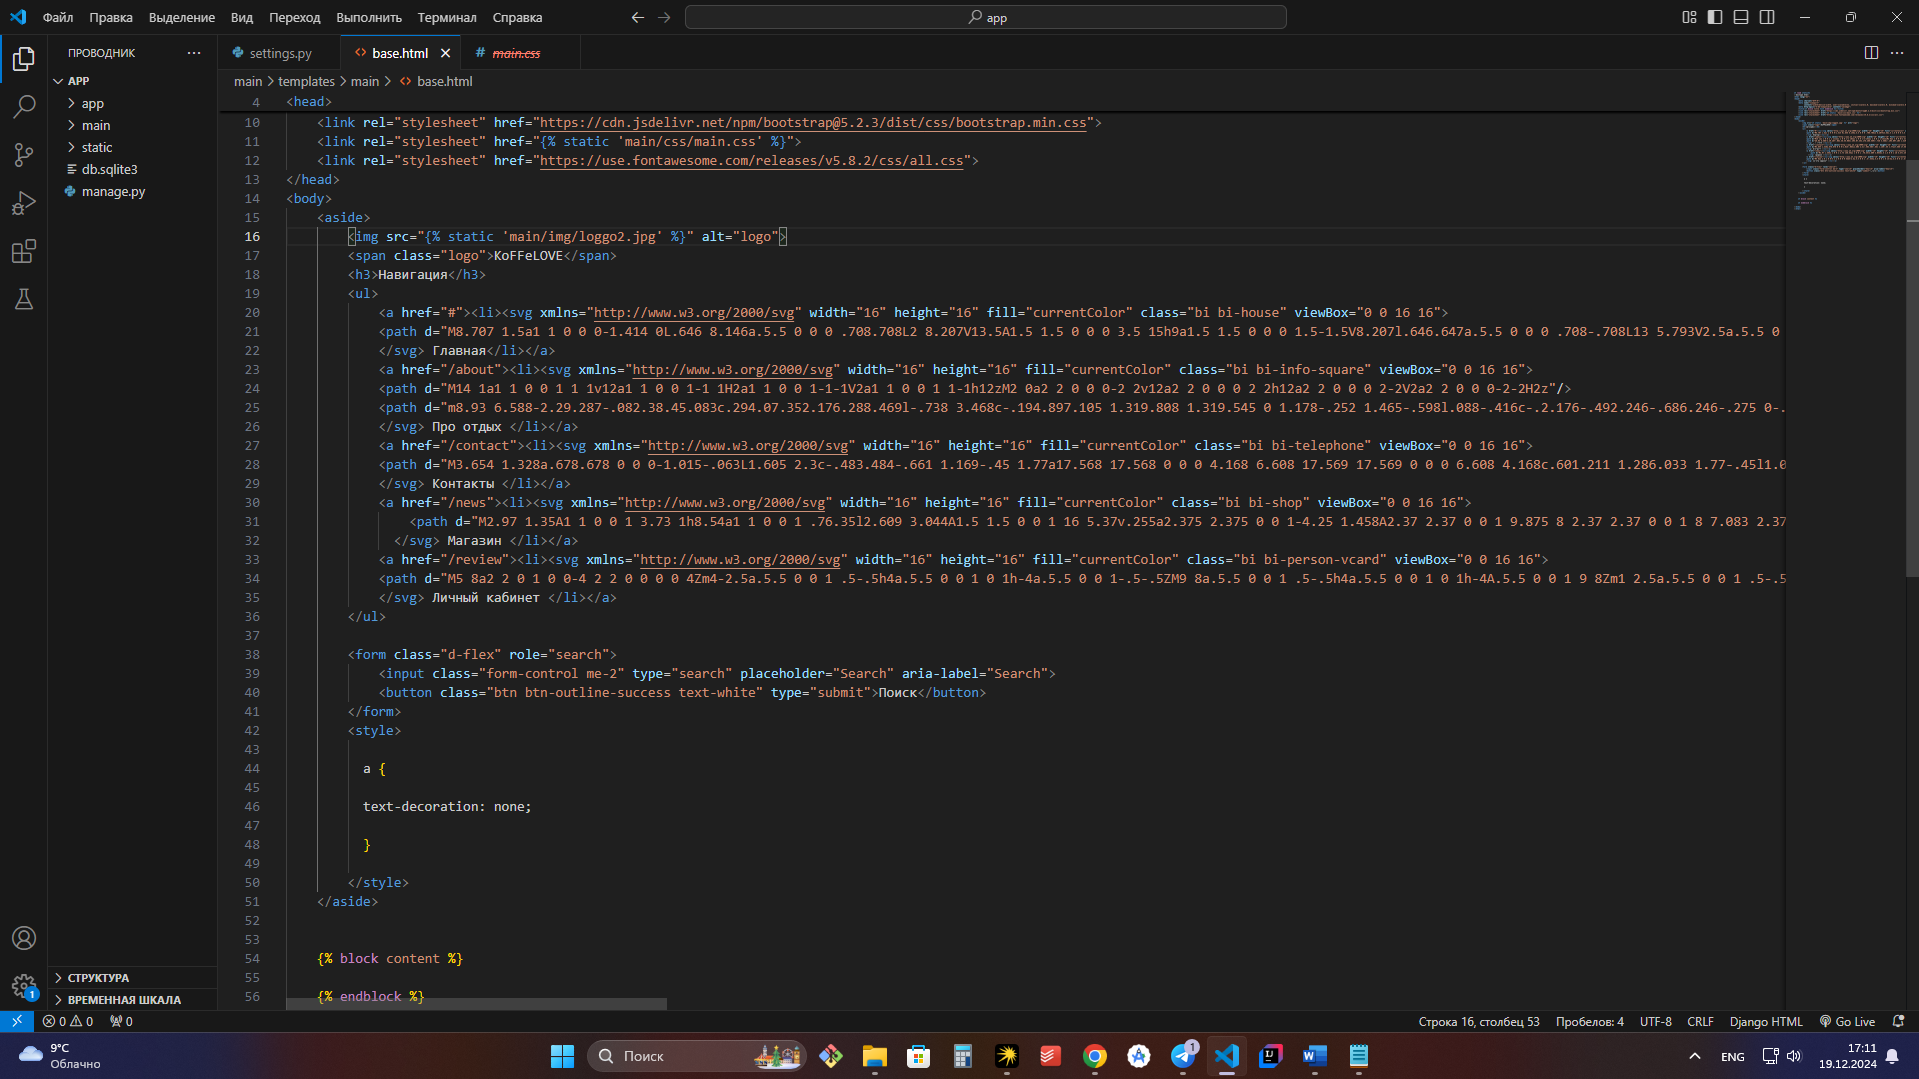 Файл Правка Выделение Вид Переход Выполнить Терминал Справка
app
ПРОВОДНИК
APP
app
main
static
db.sqlite3
manage.py
СТРУКТУРА
ВРЕМЕННАЯ ШКАЛА
settings.py base.html main.css
main > templates > main > base.html
4 <head>
10 <link rel="stylesheet" href="https://cdn.jsdelivr.net/npm/bootstrap@5.2.3/dist/css/bootstrap.min.css">
11 <link rel="stylesheet" href="{% static 'main/css/main.css' %}">
12 <link rel="stylesheet" href="https://use.fontawesome.com/releases/v5.8.2/css/all.css">
13 </head>
14 <body>
15 <aside>
16 <img src="{% static 'main/img/loggo2.jpg' %}" alt="logo">
17 <span class="logo">KoFFeLOVE</span>
18 <h3>Навигация</h3>
19 <ul>
20 <a href="#"><li><svg xmlns="http://www.w3.org/2000/svg" width="16" height="16" fill="currentColor" class="bi bi-house" viewBox="0 0 16 16">
21 <path d="M8.707 1.5a1 1 0 0 0-1.414 0L.646 8.146a.5.5 0 0 0 .708.708L2 8.207V13.5A1.5 1.5 0 0 0 3.5 15h9a1.5 1.5 0 0 0 1.5-1.5V8.207l.646.647a.5.5 0 0 0 .708-.708L13 5.793V2.5a.5.5 0
22 </svg> Главная</li></a>
23 <a href="/about"><li><svg xmlns="http://www.w3.org/2000/svg" width="16" height="16" fill="currentColor" class="bi bi-info-square" viewBox="0 0 16 16">
24 <path d="M14 1a1 1 0 0 1 1 1v12a1 1 0 0 1-1 1H2a1 1 0 0 1-1-1V2a1 1 0 0 1 1-1h12zM2 0a2 2 0 0 0-2 2v12a2 2 0 0 0 2 2h12a2 2 0 0 0 2-2V2a2 2 0 0 0-2-2H2z"/>
25 <path d="m8.93 6.588-2.29.287-.082.38.45.083c.294.07.352.176.288.469l-.738 3.468c-.194.897.105 1.319.808 1.319.545 0 1.178-.252 1.465-.598l.088-.416c-.2.176-.492.246-.686.246-.275 0-.
26 </svg> Про отдых </li></a>
27 <a href="/contact"><li><svg xmlns="http://www.w3.org/2000/svg" width="16" height="16" fill="currentColor" class="bi bi-telephone" viewBox="0 0 16 16">
28 <path d="M3.654 1.328a.678.678 0 0 0-1.015-.063L1.605 2.3c-.483.484-.661 1.169-.45 1.77a17.568 17.568 0 0 0 4.168 6.608 17.569 17.569 0 0 0 6.608 4.168c.601.211 1.286.033 1.77-.45l1.0
29 </svg> Контакты </li></a>
30 <a href="/news"><li><svg xmlns="http://www.w3.org/2000/svg" width="16" height="16" fill="currentColor" class="bi bi-shop" viewBox="0 0 16 16">
31 <path d="M2.97 1.35A1 1 0 0 1 3.73 1h8.54a1 1 0 0 1 .76.35l2.609 3.044A1.5 1.5 0 0 1 16 5.37v.255a2.375 2.375 0 0 1-4.25 1.458A2.37 2.37 0 0 1 9.875 8 2.37 2.37 0 0 1 8 7.083 2.37
32 </svg> Магазин </li></a>
33 <a href="/review"><li><svg xmlns="http://www.w3.org/2000/svg" width="16" height="16" fill="currentColor" class="bi bi-person-vcard" viewBox="0 0 16 16">
34 <path d="M5 8a2 2 0 1 0 0-4 2 2 0 0 0 0 4Zm4-2.5a.5.5 0 0 1 .5-.5h4a.5.5 0 0 1 0 1h-4a.5.5 0 0 1-.5-.5ZM9 8a.5.5 0 0 1 .5-.5h4a.5.5 0 0 1 0 1h-4A.5.5 0 0 1 9 8Zm1 2.5a.5.5 0 0 1 .5-.5
35 </svg> Личный кабинет </li></a>
36 </ul>
37
38 <form class="d-flex" role="search">
39 <input class="form-control me-2" type="search" placeholder="Search" aria-label="Search">
40 <button class="btn btn-outline-success text-white" type="submit">Поиск</button>
41 </form>
42 <style>
43
44 a {
45
46 text-decoration: none;
47
48 }
49
50 </style>
51 </aside>
52
53
54 {% block content %}
55
56 {% endblock %}
1
0 0 0
Строка 16, столбец 53 Пробелов: 4 UTF-8 CRLF Django HTML Go Live
9°C
Облачно
Поиск
1
ENG
17:11
19.12.2024